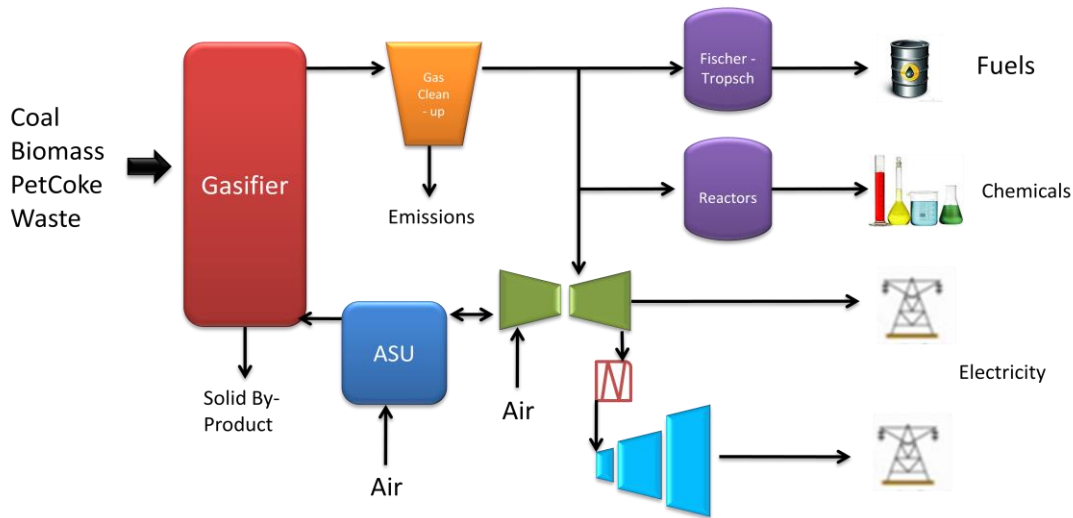 Coal
Biomass
PetCoke
Waste
Gasifier
Gas
Clean
- up
Emissions
Fischer -
Tropsch
Fuels
Reactors
Chemicals
ASU
Solid By-
Product
Air
Air
Electricity